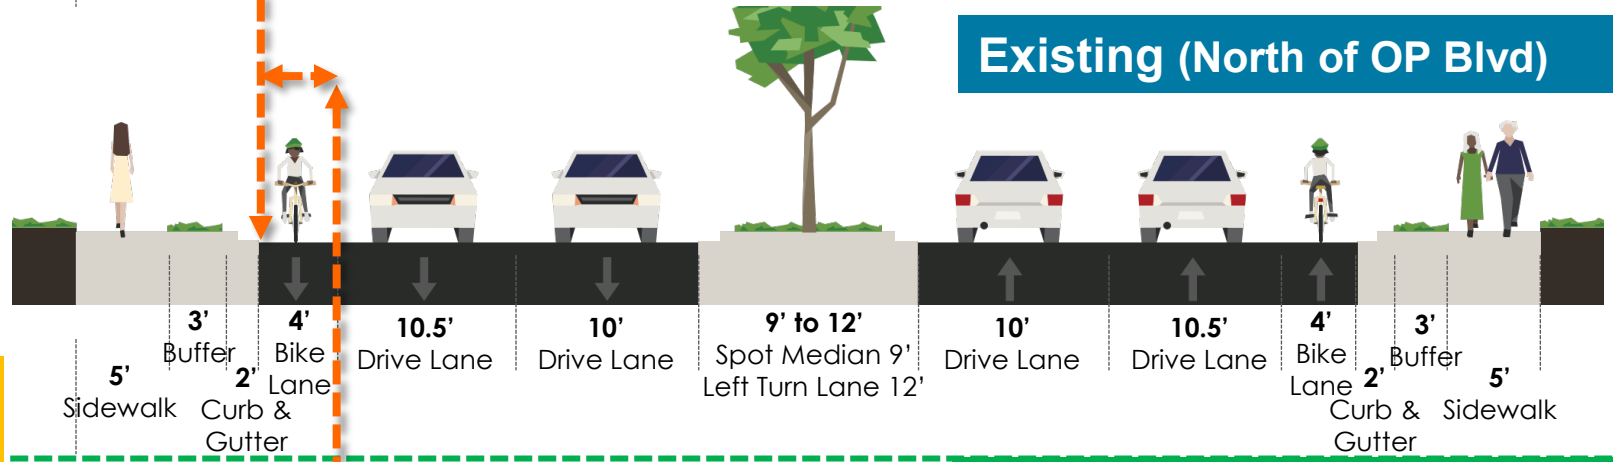 Existing (North of OP Blvd)
5’
Sidewalk
3’
Buffer
2’
Curb &
Gutter
4’
Bike
Lane
10.5’
Drive Lane
10’
Drive Lane
9’ to 12’
Spot Median 9’
Left Turn Lane 12’
10’
Drive Lane
10.5’
Drive Lane
4’
Bike
Lane
2’
Curb &
Gutter
3’
Buffer
5’
Sidewalk